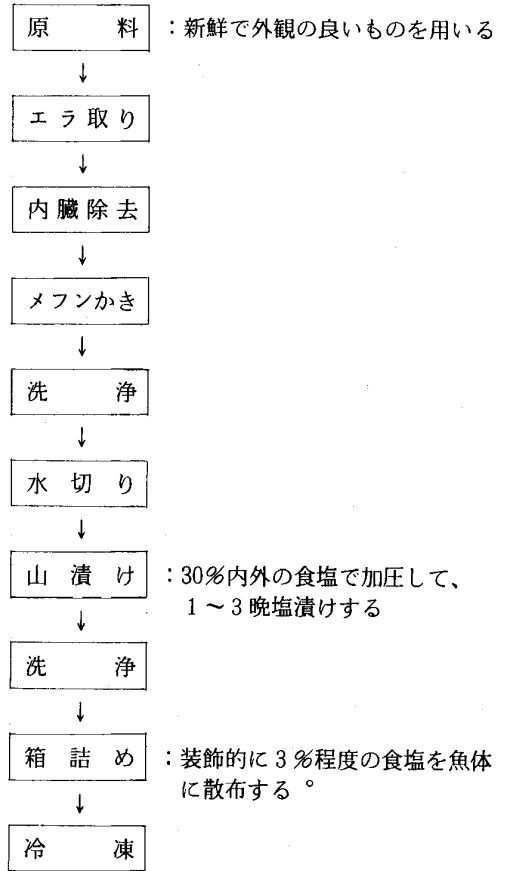 原料：新鮮で外観の良いものを用いる
↓
エラ取り
↓
内臓除去
↓
メフンかき
↓
洗浄
↓
水切り
↓
山漬け：30％内外の食塩で加圧して、
1～3晩塩漬けする
↓
洗浄
↓
箱詰め：装飾的に3％程度の食塩を魚体
に散布する。
↓
冷凍